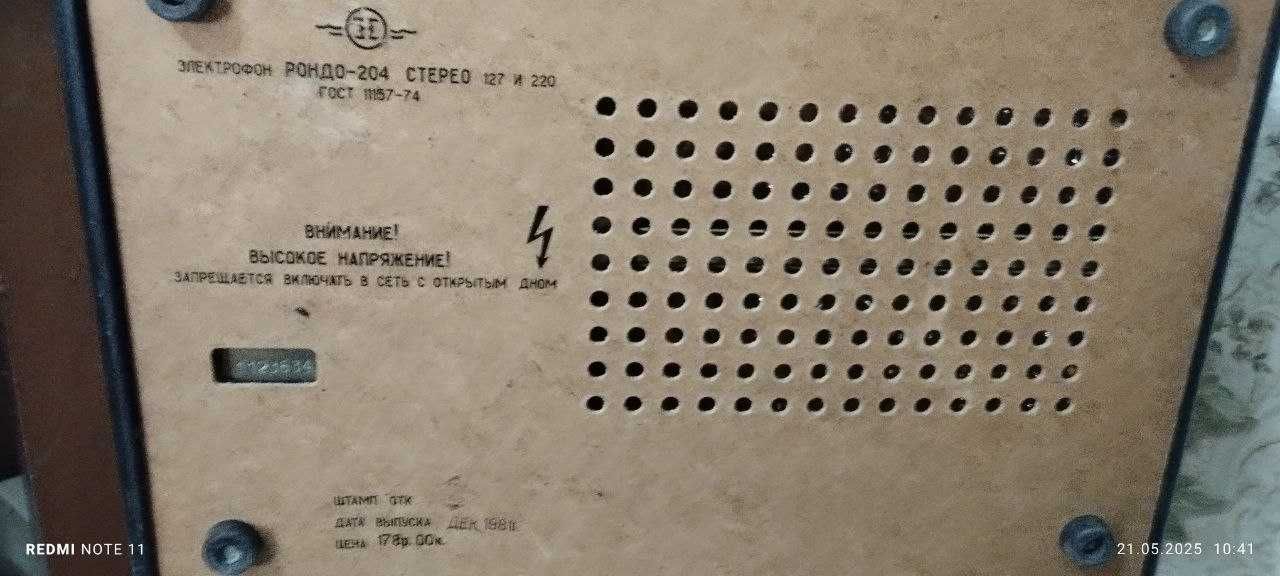 ЭЛЕКТРОФОН РОНДО-204 СТЕРЕО 127 И 220
ГОСТ 11157-74
ВНИМАНИЕ!
ВЫСОКОЕ НАПРЯЖЕНИЕ!
ЗАПРЕЩАЕТСЯ ВКЛЮЧАТЬ В СЕТЬ С ОТКРЫТЫМ ДНОМ
ШТАМП ОТК
ДАТА ВЫПУСКА ДЕК 1981г.
ЦЕНА 178р. 00к.
REDMI NOTE 11
21.05.2025 10:41